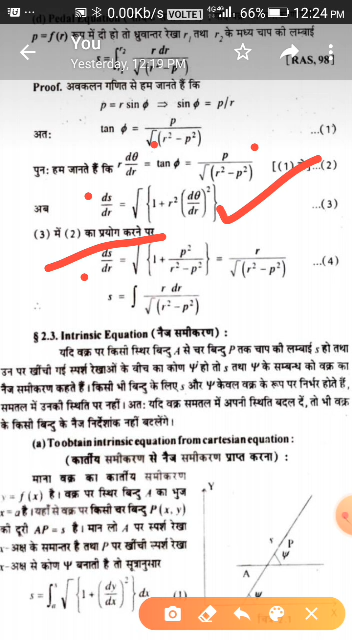 0.00Kb/s VOLTE 4G 66% 12:24 PM
You
Yesterday, 12:19 PM
p = f(r) रूप में दी हो तो ध्रुवान्तर रेखा r₁ तथा r₂ के मध्य चाप की लम्बाई
[RAS, 98]
Proof. अवकलन गणित से हम जानते हैं कि
p = r sin φ ⇒ sin φ = p/r
अतः tan φ = p/√(r² − p²) ...(1)
पुनः हम जानते हैं कि r dθ/dr = tan φ = p/√(r² − p²) [(1) ...(2)
अब ds/dr = √{1 + r² (dθ/dr)²} ...(3)
(3) में (2) का प्रयोग करने पर
ds/dr = √{1 + p²/(r² − p²)} = r/√(r² − p²) ...(4)
∴ s = ∫ r dr/√(r² − p²)
§ 2.3. Intrinsic Equation (नैज समीकरण) :
यदि वक्र पर किसी स्थिर बिन्दु A से चर बिन्दु P तक चाप की लम्बाई s हो तथा
उन पर खींची गई स्पर्श रेखाओं के बीच का कोण Ψ हो तो s तथा Ψ के सम्बन्ध को वक्र का
नैज समीकरण कहते हैं। किसी भी बिन्दु के लिए s और Ψ केवल वक्र के रूप पर निर्भर होते हैं,
समतल में उनकी स्थिति पर नहीं। अतः यदि वक्र समतल में अपनी स्थिति बदल दें, तो भी वक्र
के किसी बिन्दु के नैज निर्देशांक नहीं बदलेंगे।
(a) To obtain intrinsic equation from cartesian equation :
(कार्तीय समीकरण से नैज समीकरण प्राप्त करना) :
माना वक्र का कार्तीय समीकरण
y = f (x) है। वक्र पर स्थिर बिन्दु A का भुज
x = a है। यहाँ से वक्र पर किसी चर बिन्दु P (x, y)
की दूरी AP = s है। मान लो A पर स्पर्श रेखा
x-अक्ष के समान्तर है तथा P पर खींची स्पर्श रेखा
x-अक्ष से कोण Ψ बनाती है तो सूत्रानुसार
s = ∫ₐˣ √{1 + (dy/dx)²} dx
Y
s
P
Ψ
A
Ψ